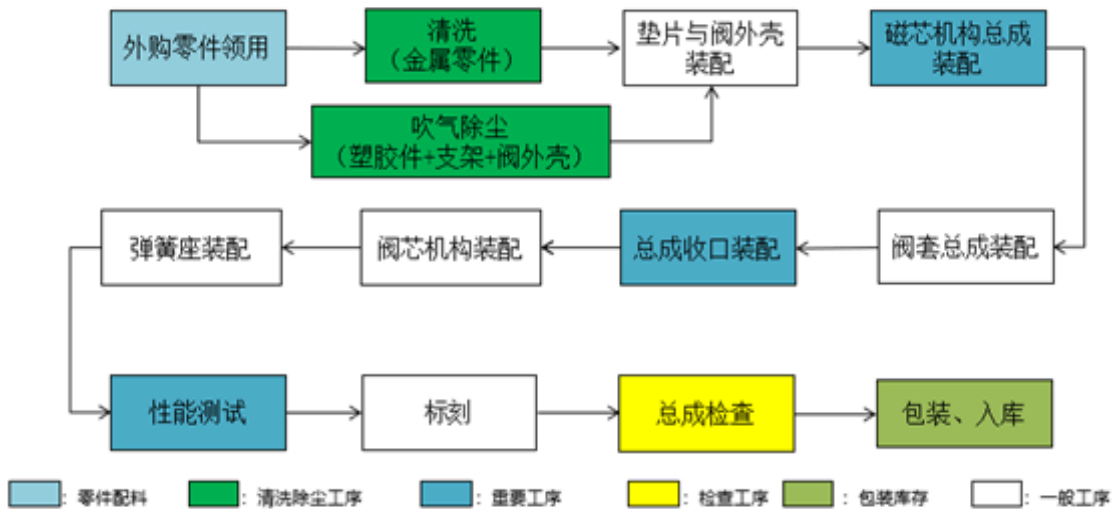 外购零件领用
清洗
（金属零件）
垫片与阀外壳
装配
磁芯机构总成
装配
吹气除尘
（塑胶件+支架+阀外壳）
弹簧座装配
阀芯机构装配
总成收口装配
阀套总成装配
性能测试
标刻
总成检查
包装、入库
：零件配料
：清洗除尘工序
：重要工序
：检查工序
：包装库存
：一般工序